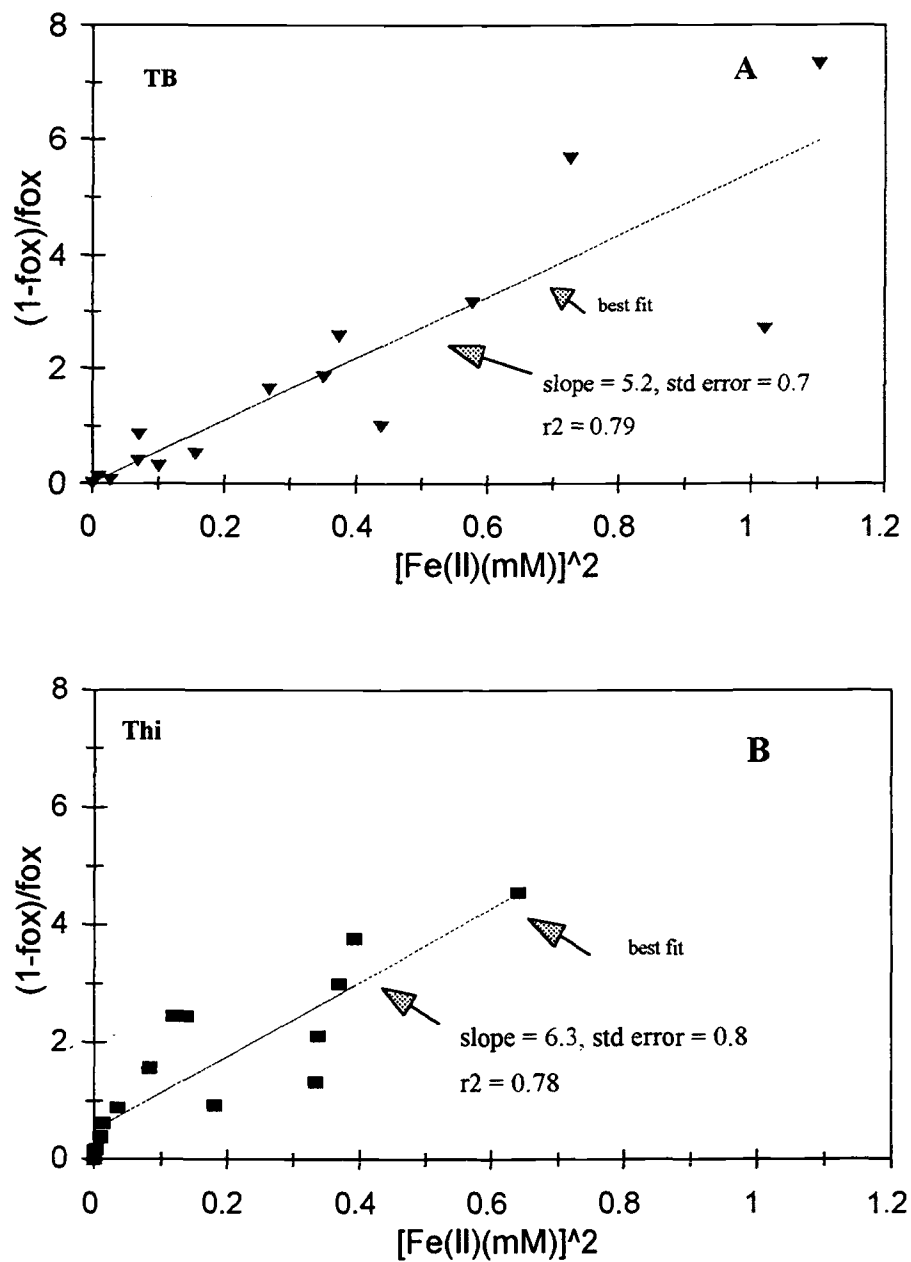 8
TB
A
6
4
2
0
(1-fox)/fox
best fit
slope = 5.2, std error = 0.7
r2 = 0.79
0 0.2 0.4 0.6 0.8 1 1.2
[Fe(II)(mM)]^2
8
Thi
B
6
4
2
0
(1-fox)/fox
best fit
slope = 6.3, std error = 0.8
r2 = 0.78
0 0.2 0.4 0.6 0.8 1 1.2
[Fe(II)(mM)]^2